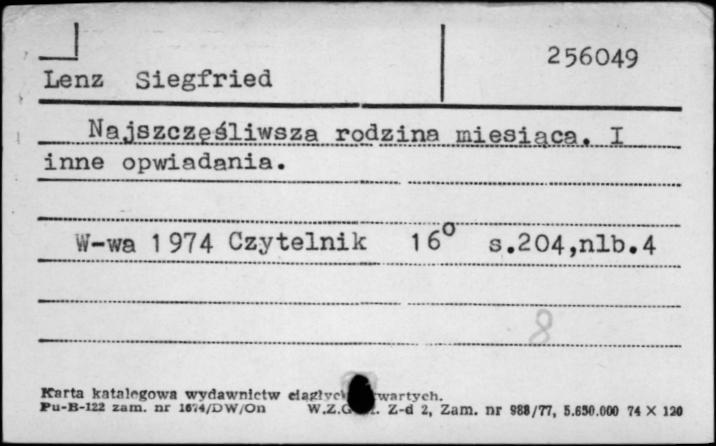 256049
Lenz Siegfried
Najszczęśliwsza rodzina miesiąca. I
inne opwiadania.
W-wa 1974 Czytelnik 16° s.204,nlb.4
8
Karta katalogowa wydawnictw
Pu-B-122 zam. nr 1674/DW/On W.Z.G Z-d 2, Zam. nr 988/77, 5.650.000 74 X 120